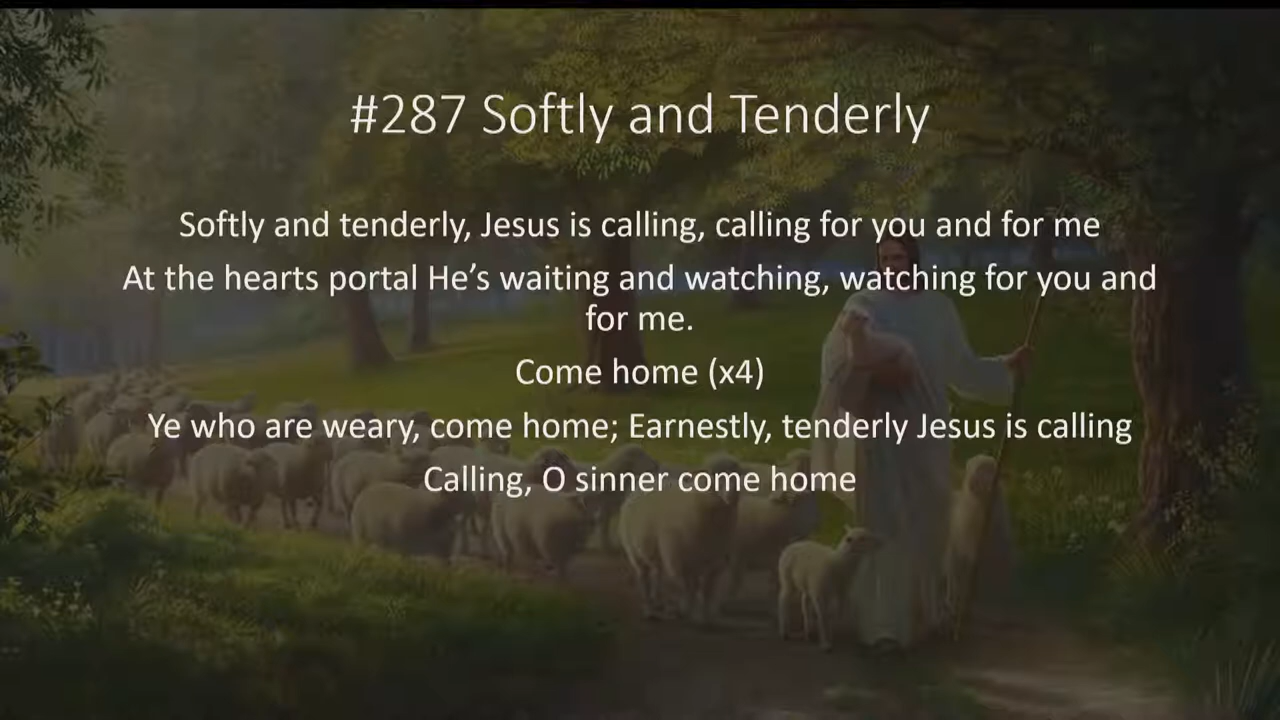 #287 Softly and Tenderly
Softly and tenderly, Jesus is calling, calling for you and for me
At the hearts portal He’s waiting and watching, watching for you and
for me.
Come home (x4)
Ye who are weary, come home; Earnestly, tenderly Jesus is calling
Calling, O sinner come home